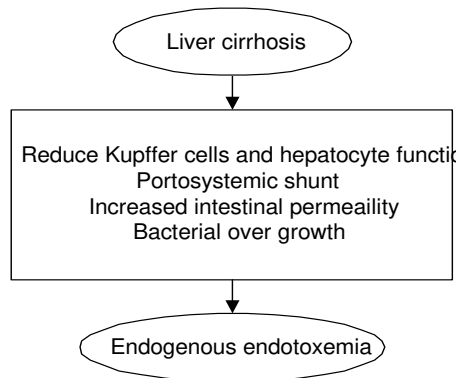 Liver cirrhosis
Reduce Kupffer cells and hepatocyte functio
Portosystemic shunt
Increased intestinal permeaility
Bacterial over growth
Endogenous endotoxemia